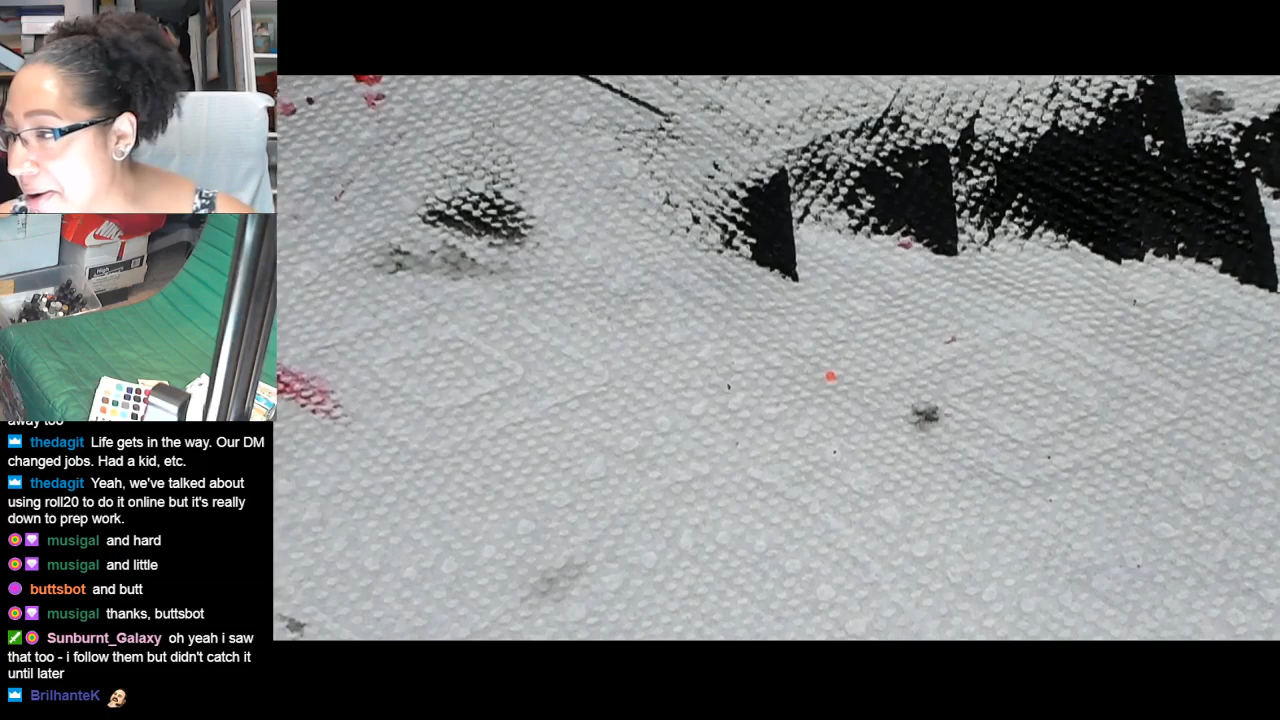 away too
thedagit Life gets in the way. Our DM
changed jobs. Had a kid, etc.
thedagit Yeah, we've talked about
using roll20 to do it online but it's really
down to prep work.
musigal and hard
musigal and little
buttsbot and butt
musigal thanks, buttsbot
Sunburnt_Galaxy oh yeah i saw
that too - i follow them but didn't catch it
until later
BrilhanteK